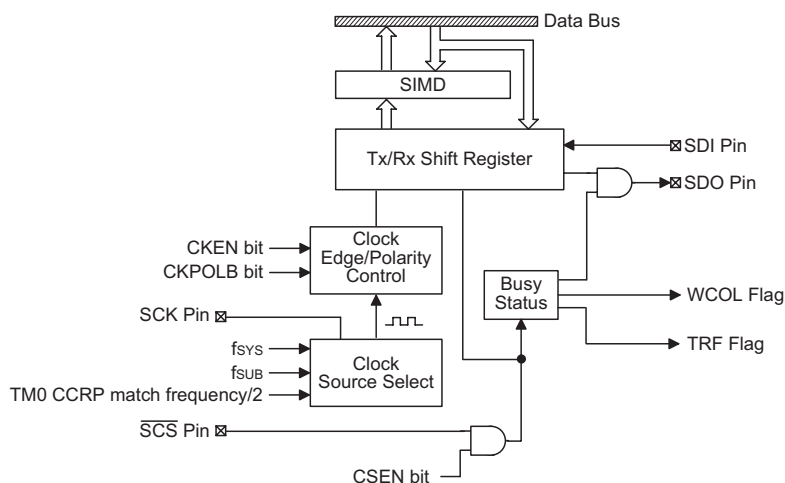 Data Bus
SIMD
Tx/Rx Shift Register
SDI Pin
SDO Pin
CKEN bit
CKPOLB bit
Clock
Edge/Polarity
Control
Busy
Status
WCOL Flag
TRF Flag
SCK Pin
fSYS
fSUB
TM0 CCRP match frequency/2
Clock
Source Select
SCS Pin
CSEN bit